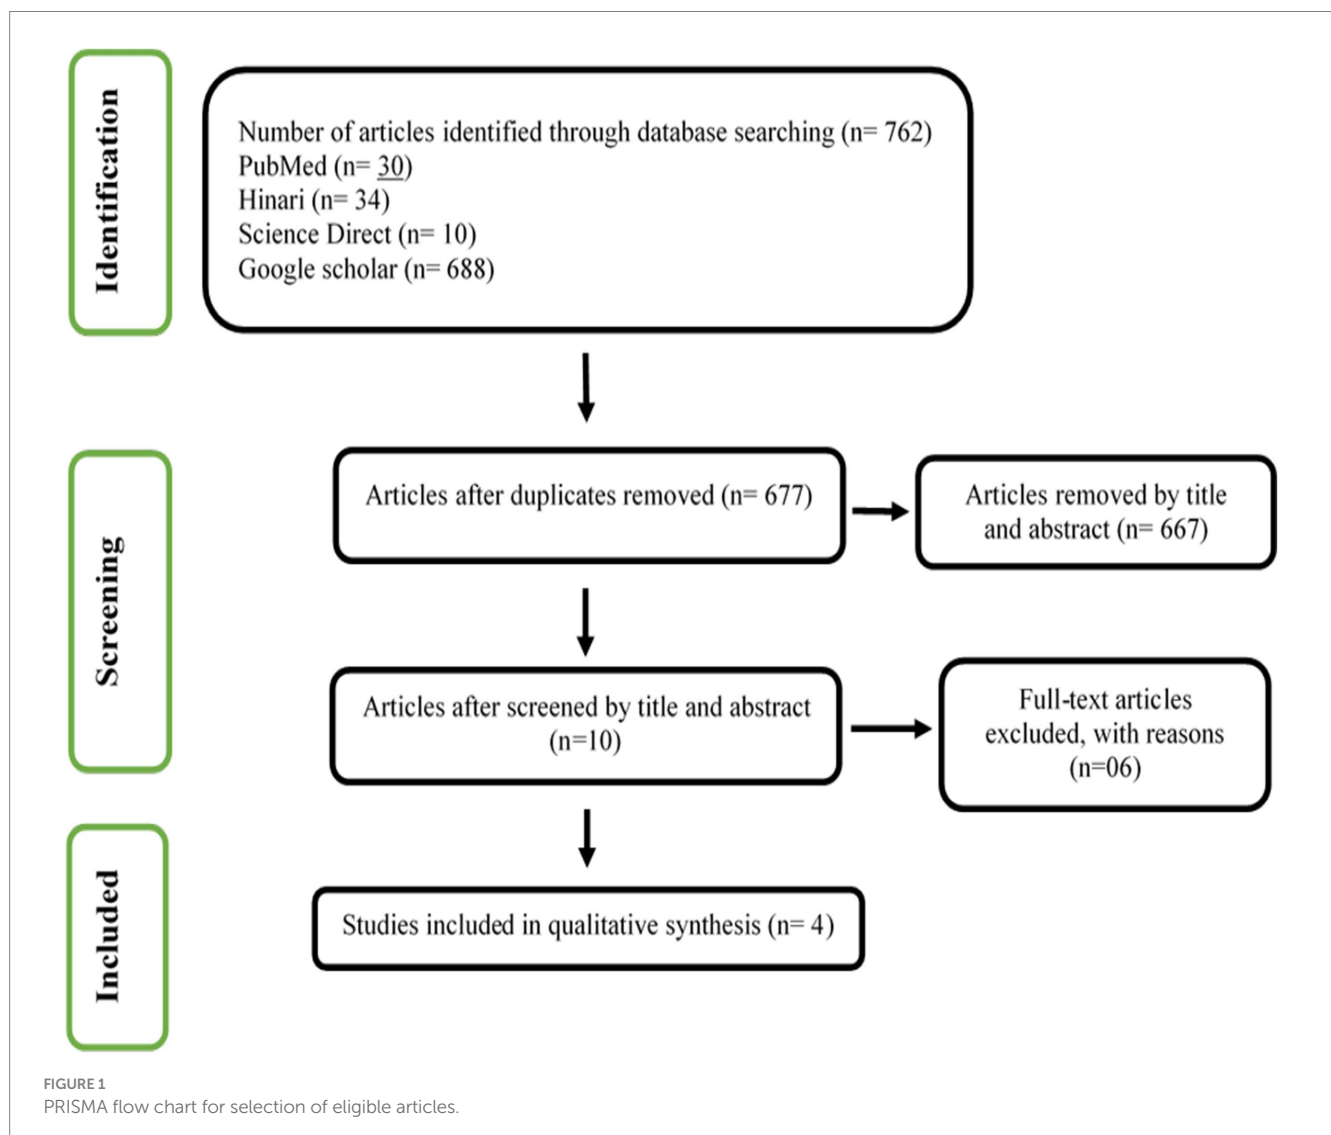 Identification
Number of articles identified through database searching (n= 762)
PubMed (n= 30)
Hinari (n= 34)
Science Direct (n= 10)
Google scholar (n= 688)
Screening
Articles after duplicates removed (n= 677)
Articles removed by title
and abstract (n= 667)
Articles after screened by title and abstract
(n=10)
Full-text articles
excluded, with reasons
(n=06)
Included
Studies included in qualitative synthesis (n= 4)
FIGURE 1
PRISMA flow chart for selection of eligible articles.